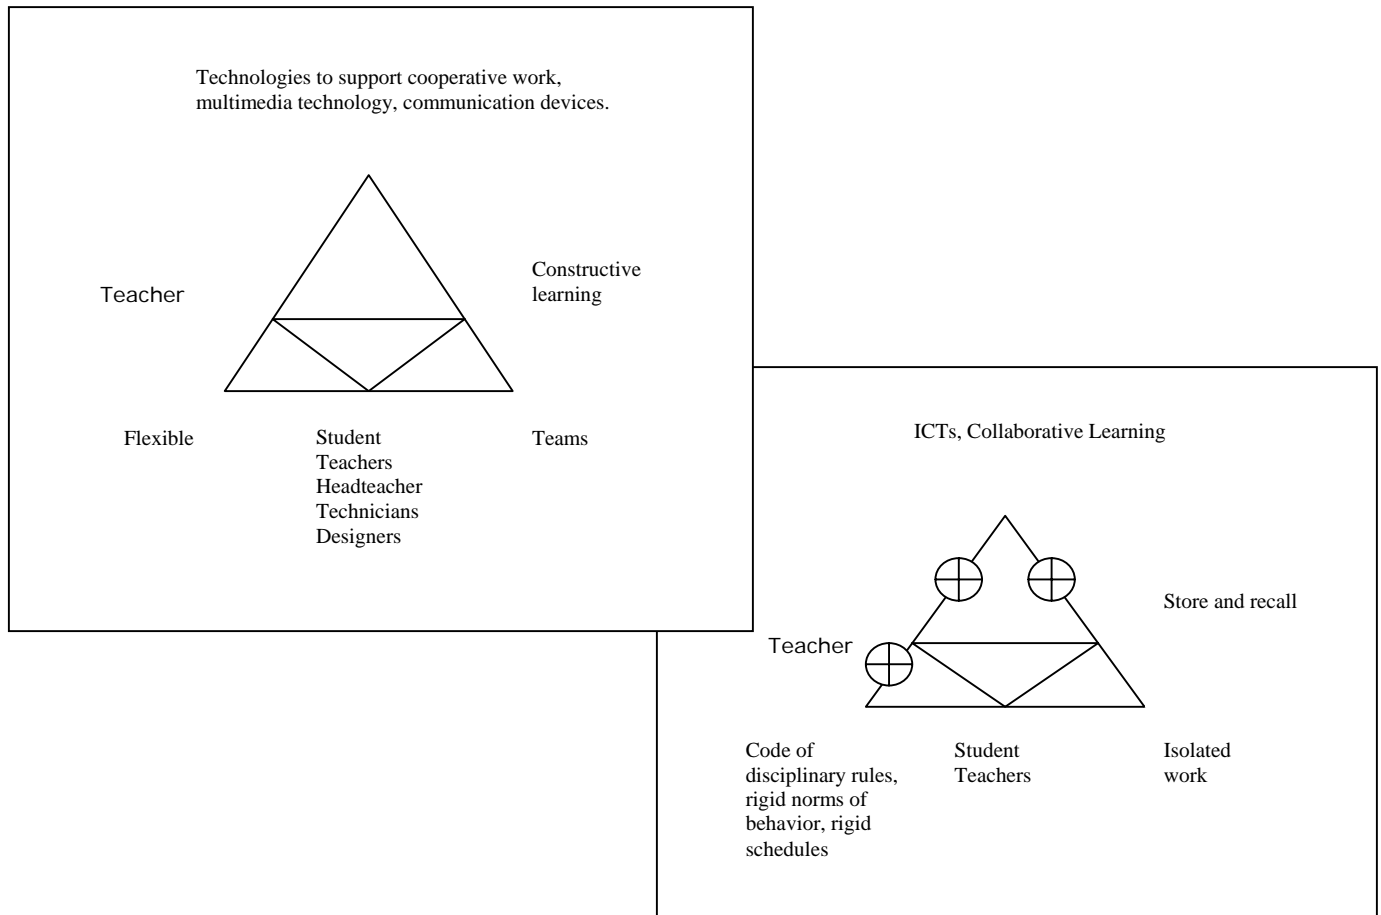 Technologies to support cooperative work,
multimedia technology, communication devices.
Teacher
Constructive
learning
Flexible
Student
Teachers
Headteacher
Technicians
Designers
Teams
ICTs, Collaborative Learning
Teacher
Store and recall
Code of
disciplinary rules,
rigid norms of
behavior, rigid
schedules
Student
Teachers
Isolated
work